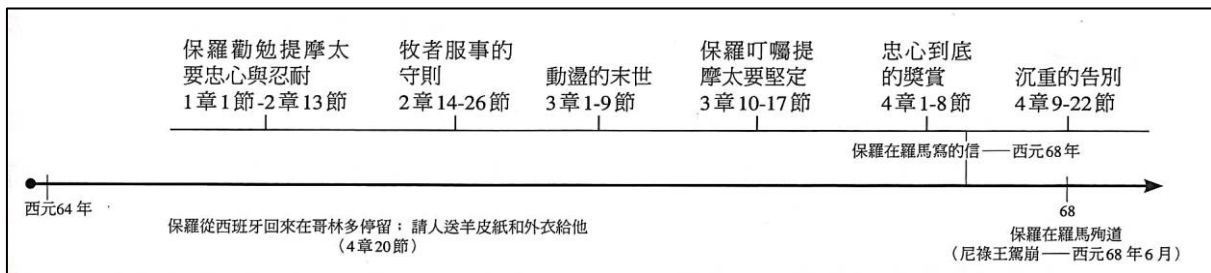 保羅勸勉提摩太
要忠心與忍耐
1章1節-2章13節
牧者服事的
守則
2章14-26節
動盪的末世
3章1-9節
保羅叮囑提
摩太要堅定
3章10-17節
忠心到底
的獎賞
4章1-8節
沉重的告別
4章9-22節
保羅在羅馬寫的信——西元68年
西元64年
68
保羅從西班牙回來在哥林多停留：請人送羊皮紙和外衣給他
（4章20節）
保羅在羅馬殉道
（尼祿王駕崩——西元68年6月）